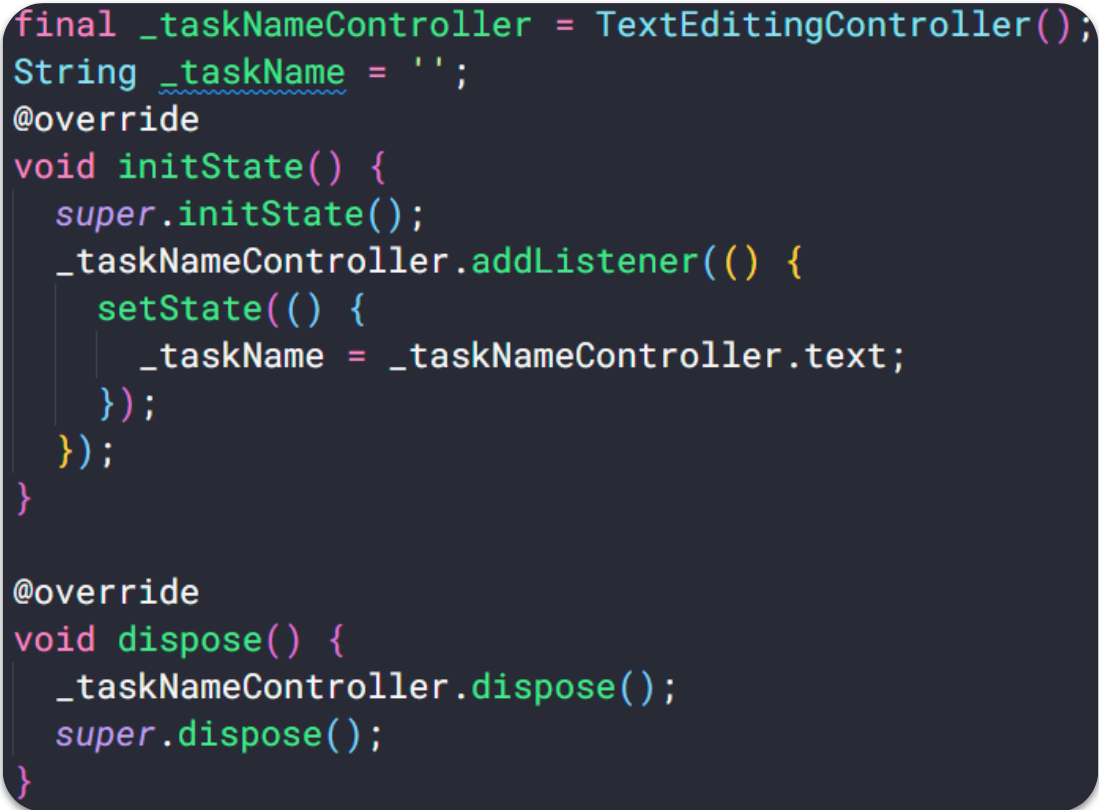 final _taskNameController = TextEditingController();
String _taskName = '';
@override
void initState() {
  super.initState();
  _taskNameController.addListener(() {
    setState(() {
      _taskName = _taskNameController.text;
    });
  });
}

@override
void dispose() {
  _taskNameController.dispose();
  super.dispose();
}